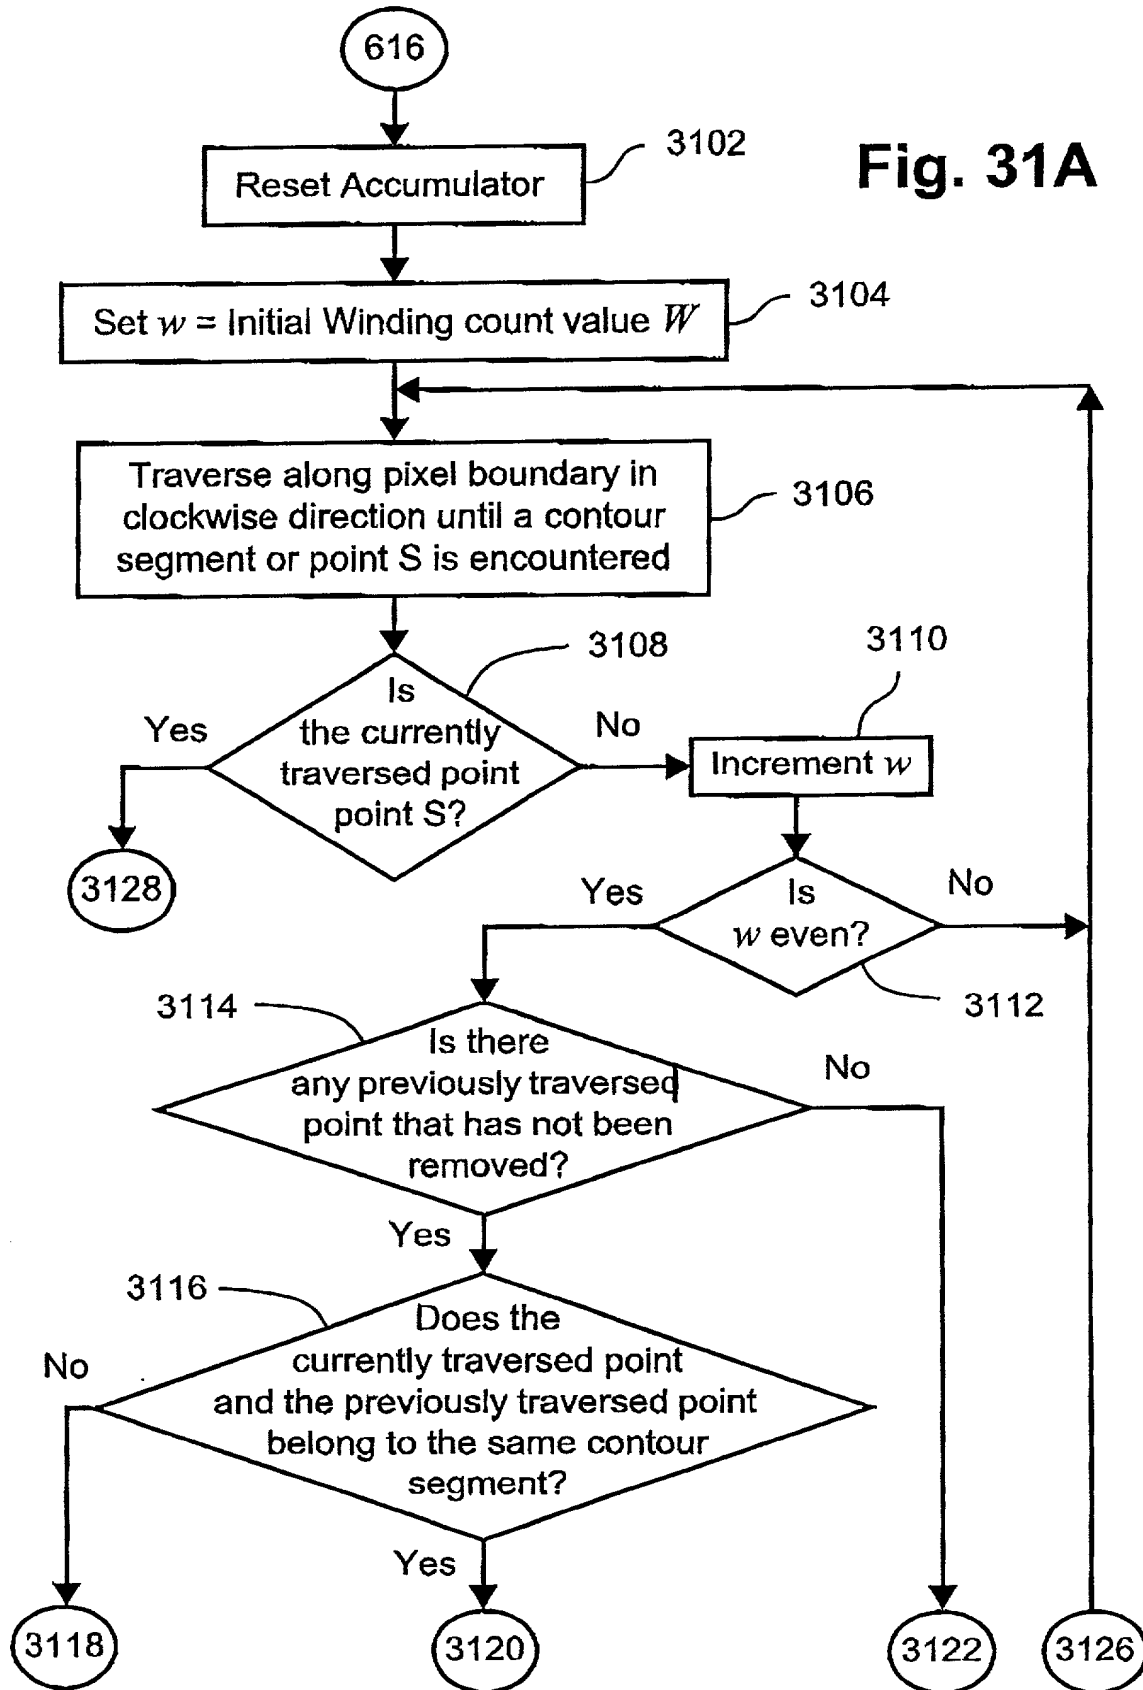 616
3102
Fig. 31A
Reset Accumulator
3104
Set w = Initial Winding count value W
Traverse along pixel boundary in
clockwise direction until a contour
segment or point S is encountered
3106
3108
3110
Is
the currently
traversed point
point S?
Yes
No
Increment w
3128
Yes
Is
w even?
No
3112
3114
Is there
any previously traversed
point that has not been
removed?
No
Yes
3116
Does the
currently traversed point
and the previously traversed point
belong to the same contour
segment?
No
Yes
3118
3120
3122
3126